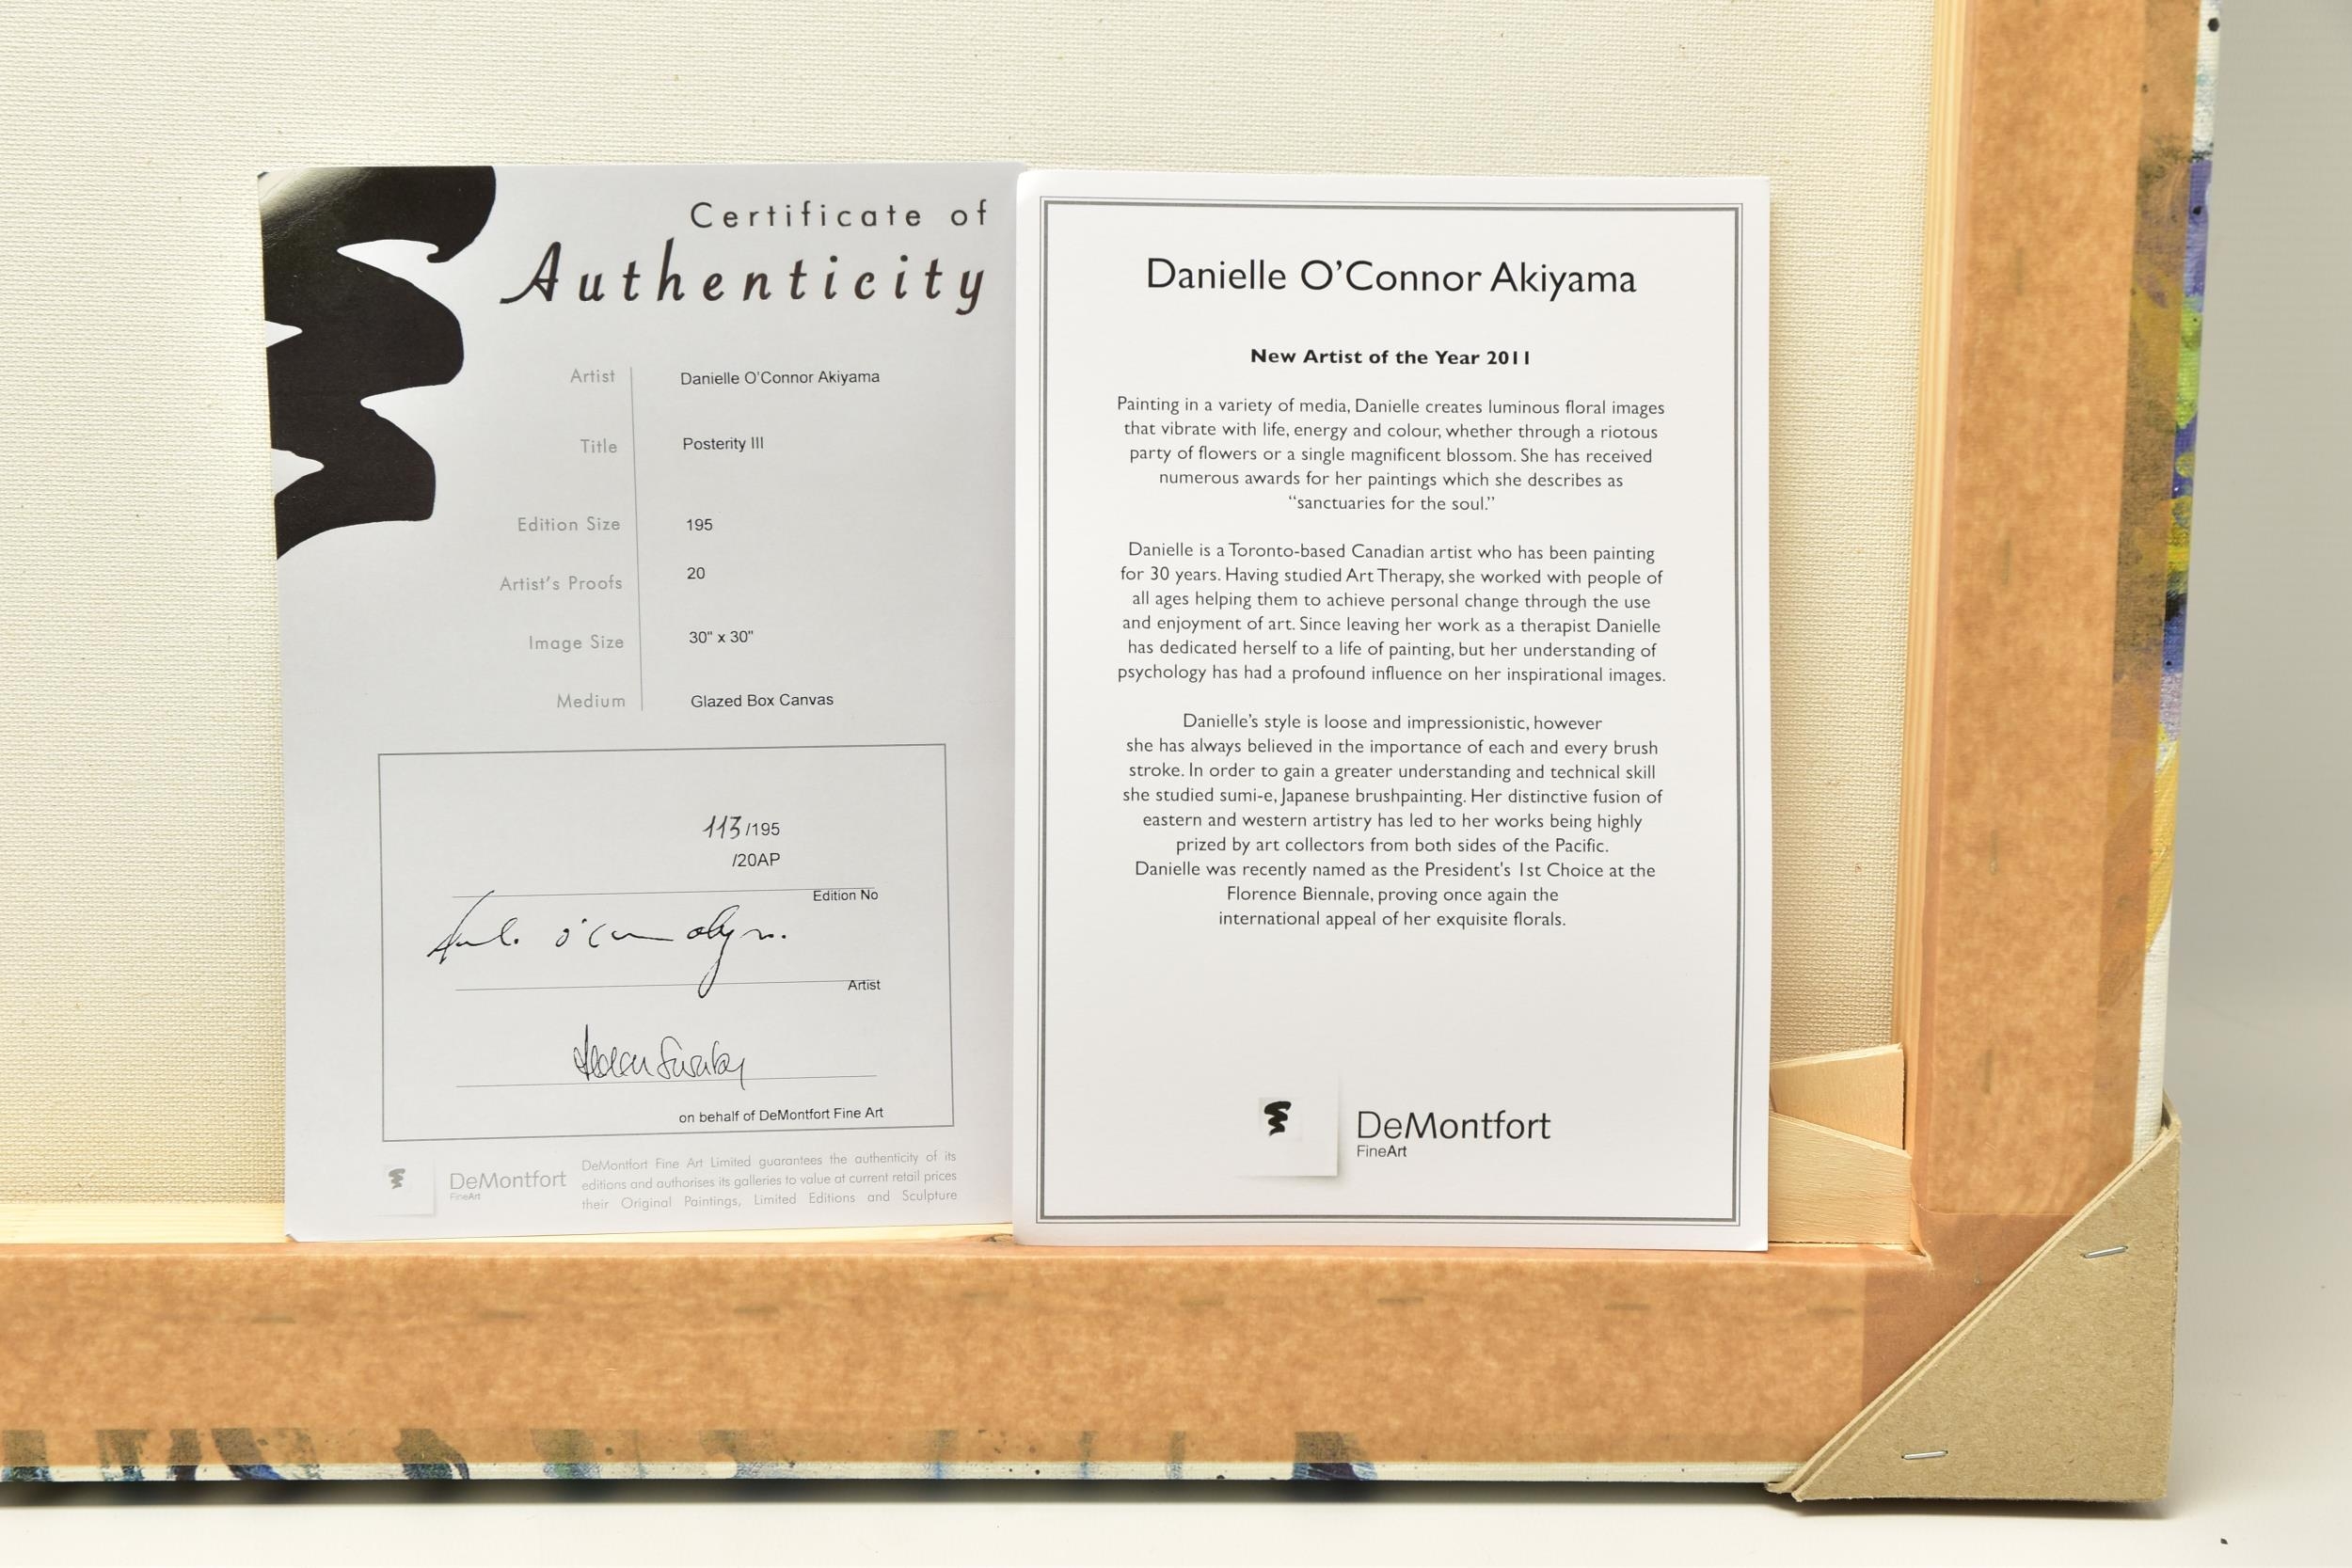 Certificate of
Authenticity
Artist Danielle O'Connor Akiyama
Title Posterity III
Edition Size 195
Artist's Proofs 20
Image Size 30" x 30"
Medium Glazed Box Canvas
113/195
/20AP
Edition No
Artist
on behalf of DeMontfort Fine Art
DeMontfort
FineArt
DeMontfort Fine Art Limited guarantees the authenticity of its
editions and authorises its galleries to value at current retail prices
their Original Paintings, Limited Editions and Sculpture
Danielle O'Connor Akiyama
New Artist of the Year 2011
Painting in a variety of media, Danielle creates luminous floral images
that vibrate with life, energy and colour, whether through a riotous
party of flowers or a single magnificent blossom. She has received
numerous awards for her paintings which she describes as
“sanctuaries for the soul.”
Danielle is a Toronto-based Canadian artist who has been painting
for 30 years. Having studied Art Therapy, she worked with people of
all ages helping them to achieve personal change through the use
and enjoyment of art. Since leaving her work as a therapist Danielle
has dedicated herself to a life of painting, but her understanding of
psychology has had a profound influence on her inspirational images.
Danielle's style is loose and impressionistic, however
she has always believed in the importance of each and every brush
stroke. In order to gain a greater understanding and technical skill
she studied sumi-e, Japanese brushpainting. Her distinctive fusion of
eastern and western artistry has led to her works being highly
prized by art collectors from both sides of the Pacific.
Danielle was recently named as the President's 1st Choice at the
Florence Biennale, proving once again the
international appeal of her exquisite florals.
DeMontfort
FineArt